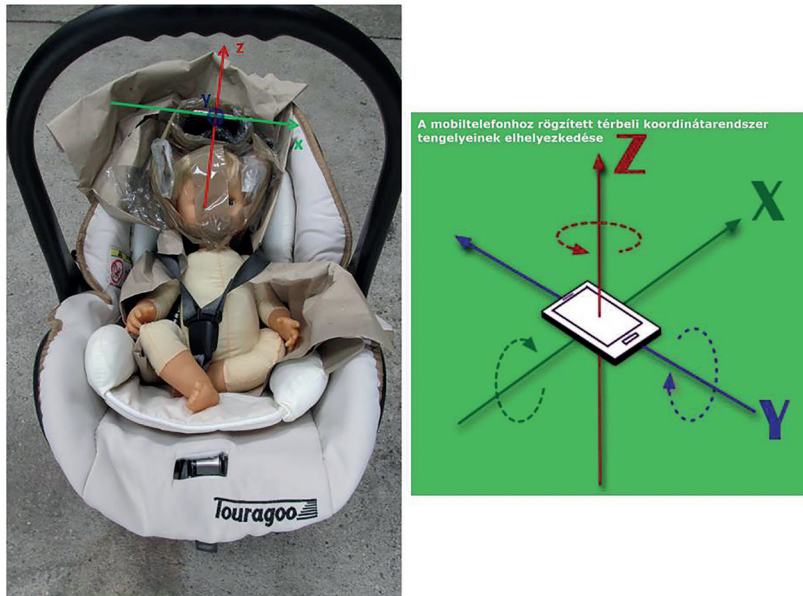 Z
Y
X
Touragoo
A mobiltelefonhoz rögzített térbeli koordinátarendszer
tengelyeinek elhelyezkedése
Z
X
Y